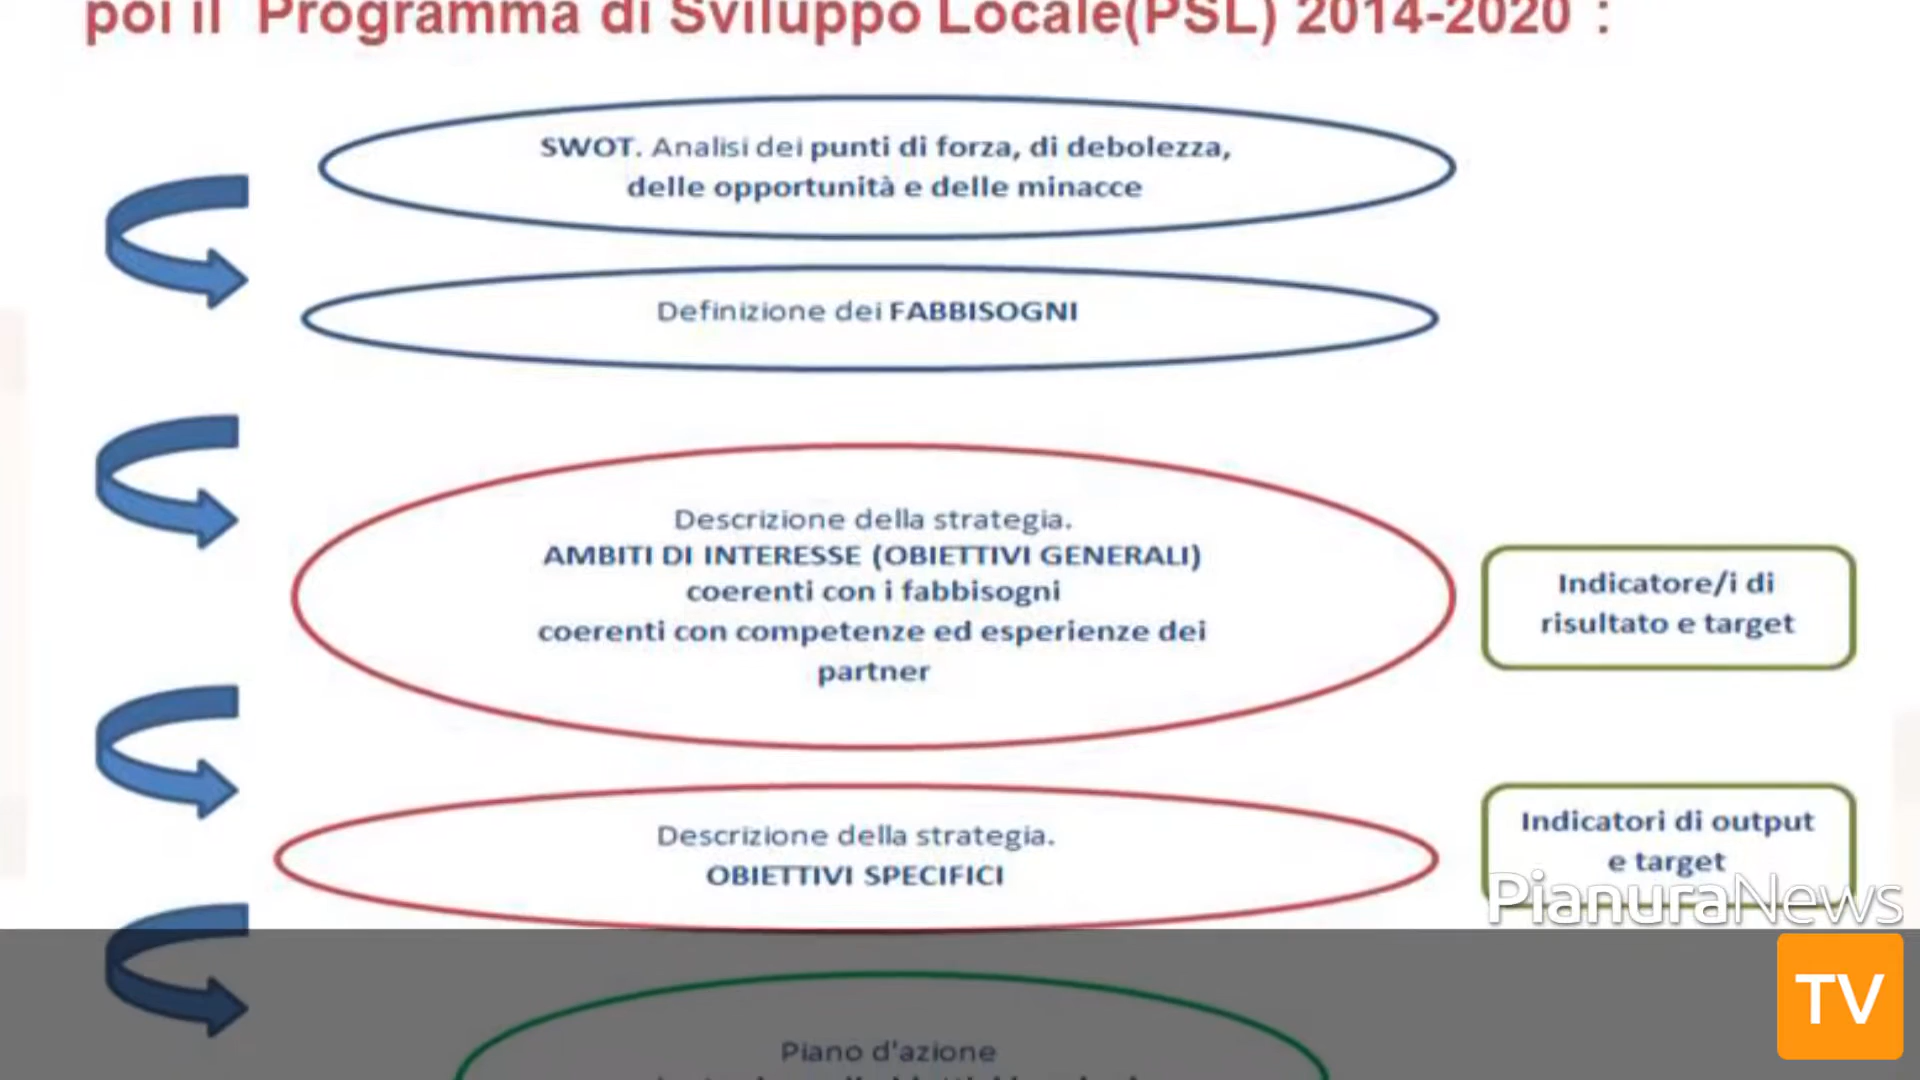 poi il Programma di Sviluppo Locale(PSL) 2014-2020 :
SWOT. Analisi dei punti di forza, di debolezza,
delle opportunità e delle minacce
Definizione dei FABBISOGNI
Descrizione della strategia.
AMBITI DI INTERESSE (OBIETTIVI GENERALI)
coerenti con i fabbisogni
coerenti con competenze ed esperienze dei
partner
Indicatore/i di
risultato e target
Descrizione della strategia.
OBIETTIVI SPECIFICI
Indicatori di output
e target
PianuraNews
TV
Piano d'azione